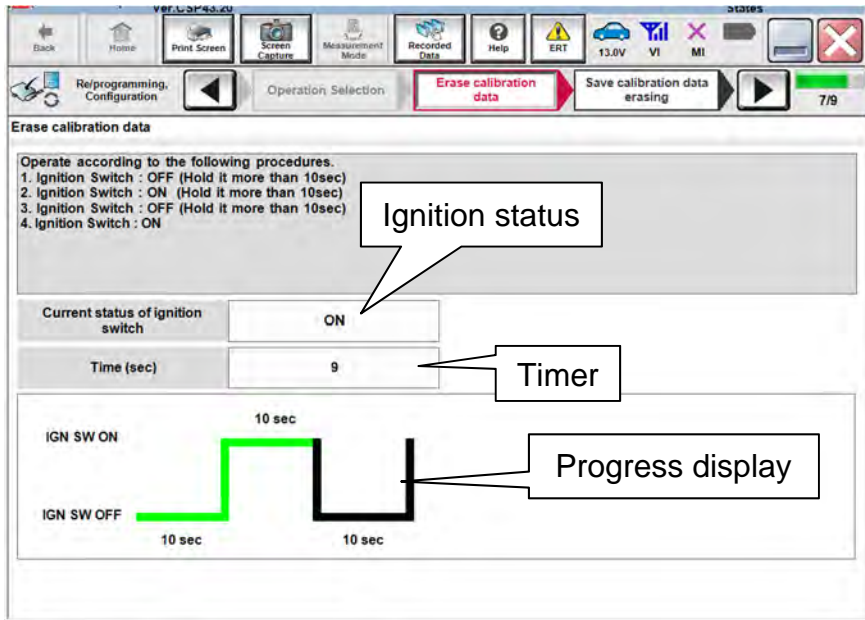 Ver.CSP43.20
States
Back
Home
Print Screen
Screen
Capture
Measurement
Mode
Recorded
Data
Help
ERT
13.0V
VI
MI
Re/programming,
Configuration
Operation Selection
Erase calibration
data
Save calibration data
erasing
7/9
Erase calibration data
Operate according to the following procedures.
1. Ignition Switch : OFF (Hold it more than 10sec)
2. Ignition Switch : ON (Hold it more than 10sec)
3. Ignition Switch : OFF (Hold it more than 10sec)
4. Ignition Switch : ON
Ignition status
Current status of ignition
switch
ON
Time (sec)
9
Timer
10 sec
IGN SW ON
Progress display
IGN SW OFF
10 sec
10 sec